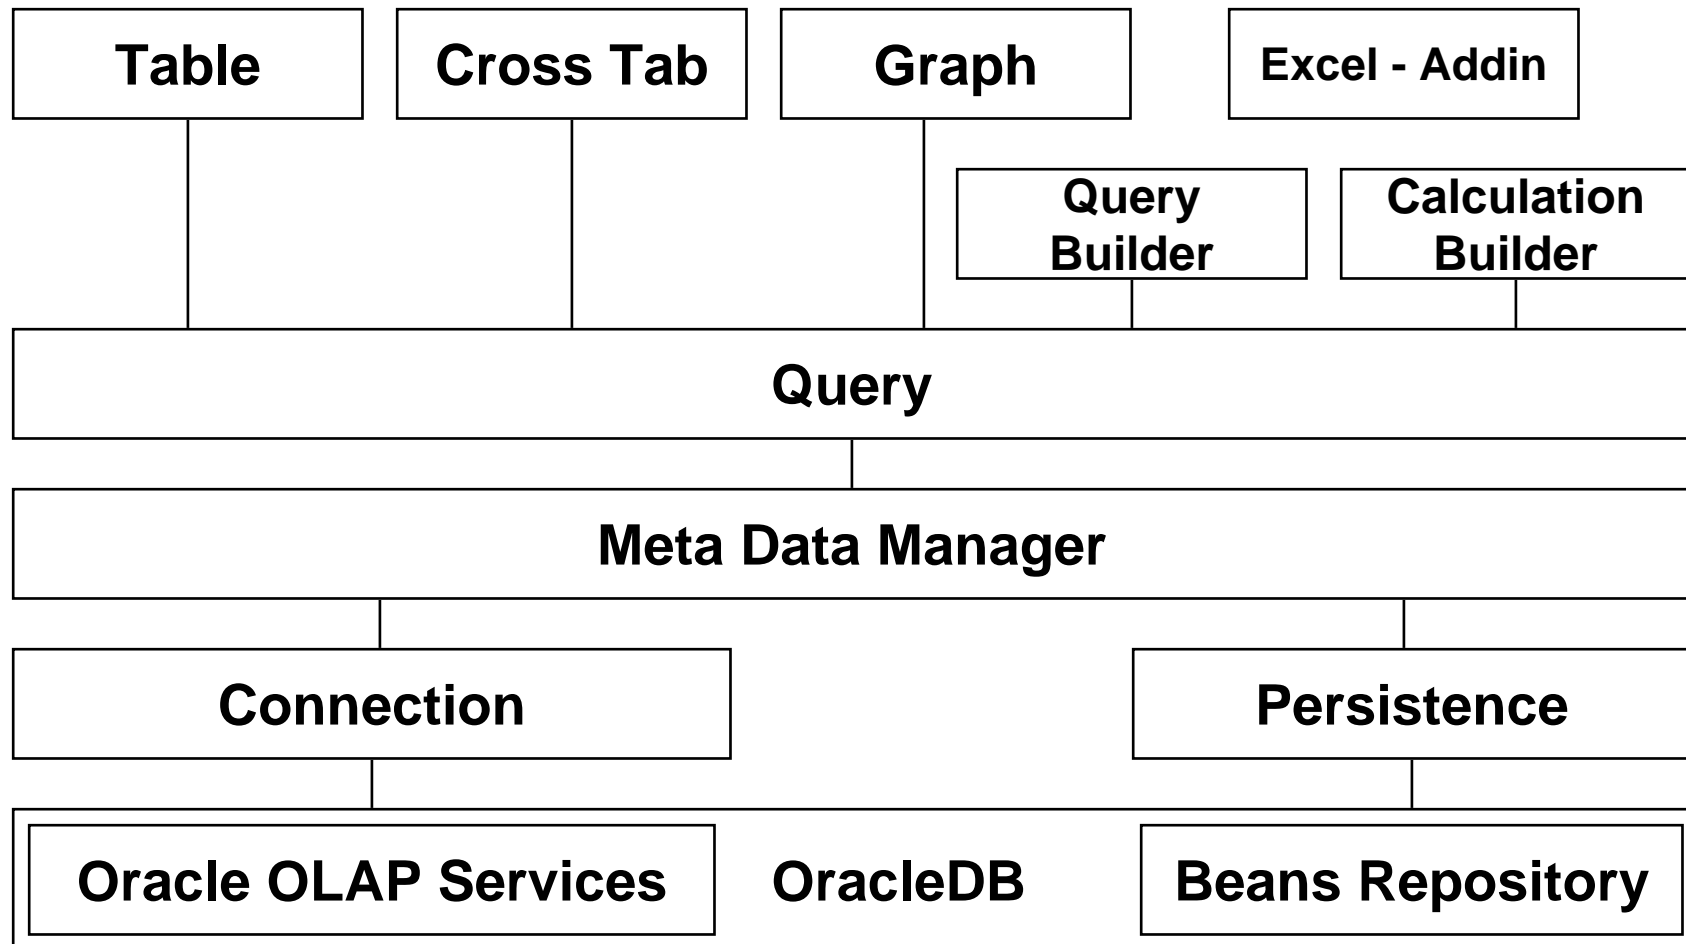 Table
Cross Tab
Graph
Excel - Addin
Query
Builder
Calculation
Builder
Query
Meta Data Manager
Connection
Persistence
Oracle OLAP Services
OracleDB
Beans Repository